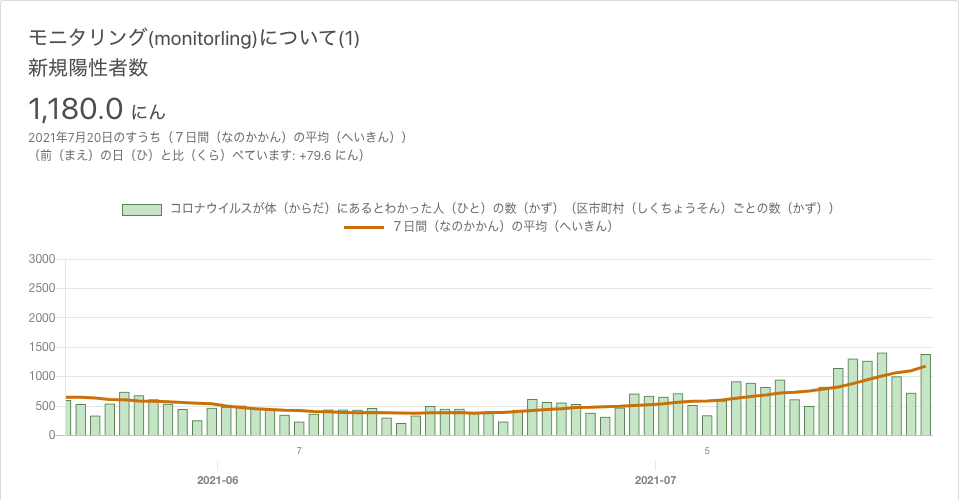 モニタリング(monitorling)について(1)
新規陽性者数
1,180.0 にん
2021年7月20日のすうち（７日間（なのかかん）の平均（へいきん））
（前（まえ）の日（ひ）と比（くら）べています: +79.6 にん）
コロナウイルスが体（からだ）にあるとわかった人（ひと）の数（かず）（区市町村（しくちょうそん）ごとの数（かず））
７日間（なのかかん）の平均（へいきん）
3000
2500
2000
1500
1000
500
0
7 5
2021-06 2021-07